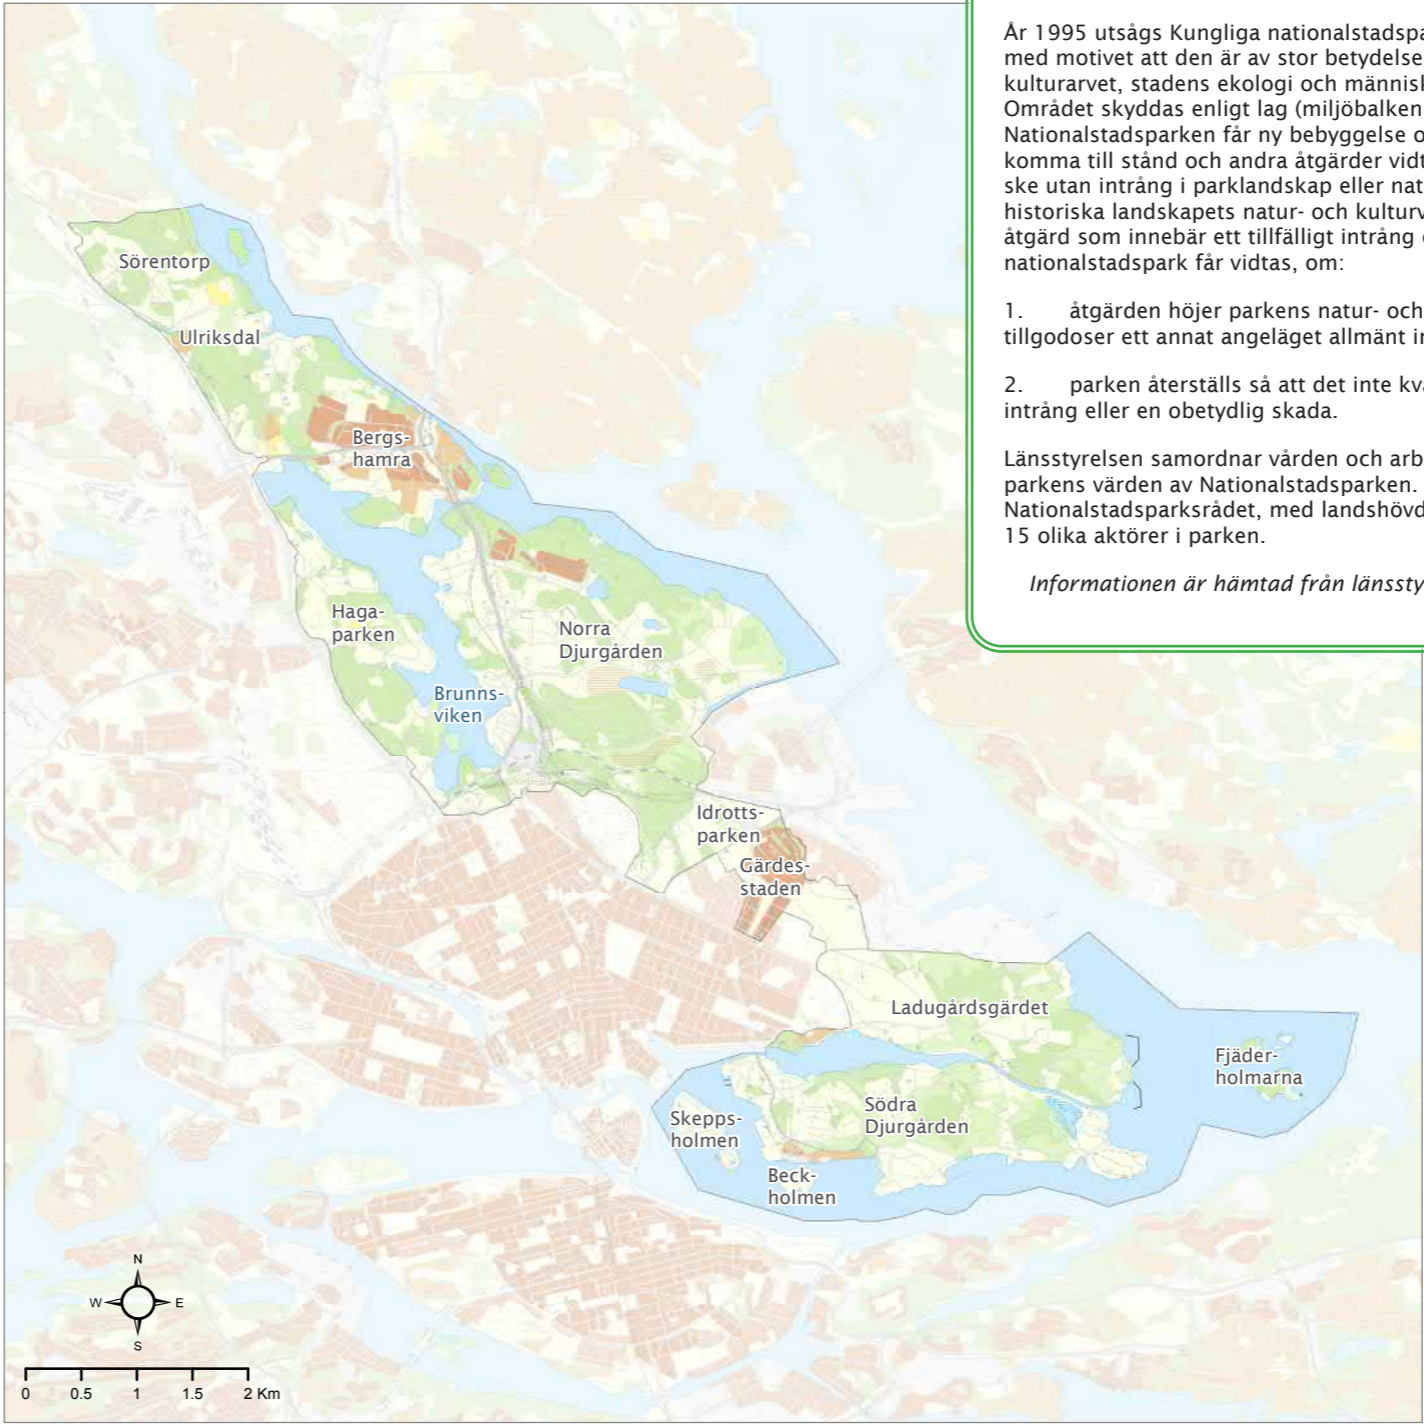 År 1995 utsågs Kungliga nationalstadspa
med motivet att den är av stor betydelse
kulturarvet, stadens ekologi och människ
Området skyddas enligt lag (miljöbalken
Nationalstadsparken får ny bebyggelse o
komma till stånd och andra åtgärder vidt
ske utan intrång i parklandskap eller nat
historiska landskapets natur- och kulturv
åtgärd som innebär ett tillfälligt intrång
nationalstadspark får vidtas, om:
1. åtgärden höjer parkens natur- och
tillgodoser ett annat angeläget allmänt in
2. parken återställs så att det inte kva
intrång eller en obetydlig skada.
Länsstyrelsen samordnar vården och arb
parkens värden av Nationalstadsparken.
Nationalstadsparksrådet, med landshövd
15 olika aktörer i parken.
Informationen är hämtad från länssty
Sörentorp
Ulriksdal
Bergs-
hamra
Haga-
parken
Norra
Djurgården
Brunns-
viken
Idrotts-
parken
Gärdes-
staden
Ladugårdsgärdet
Fjäder-
holmarna
Södra
Djurgården
Skepps-
holmen
Beck-
holmen
N
W E
S
0 0.5 1 1.5 2 Km